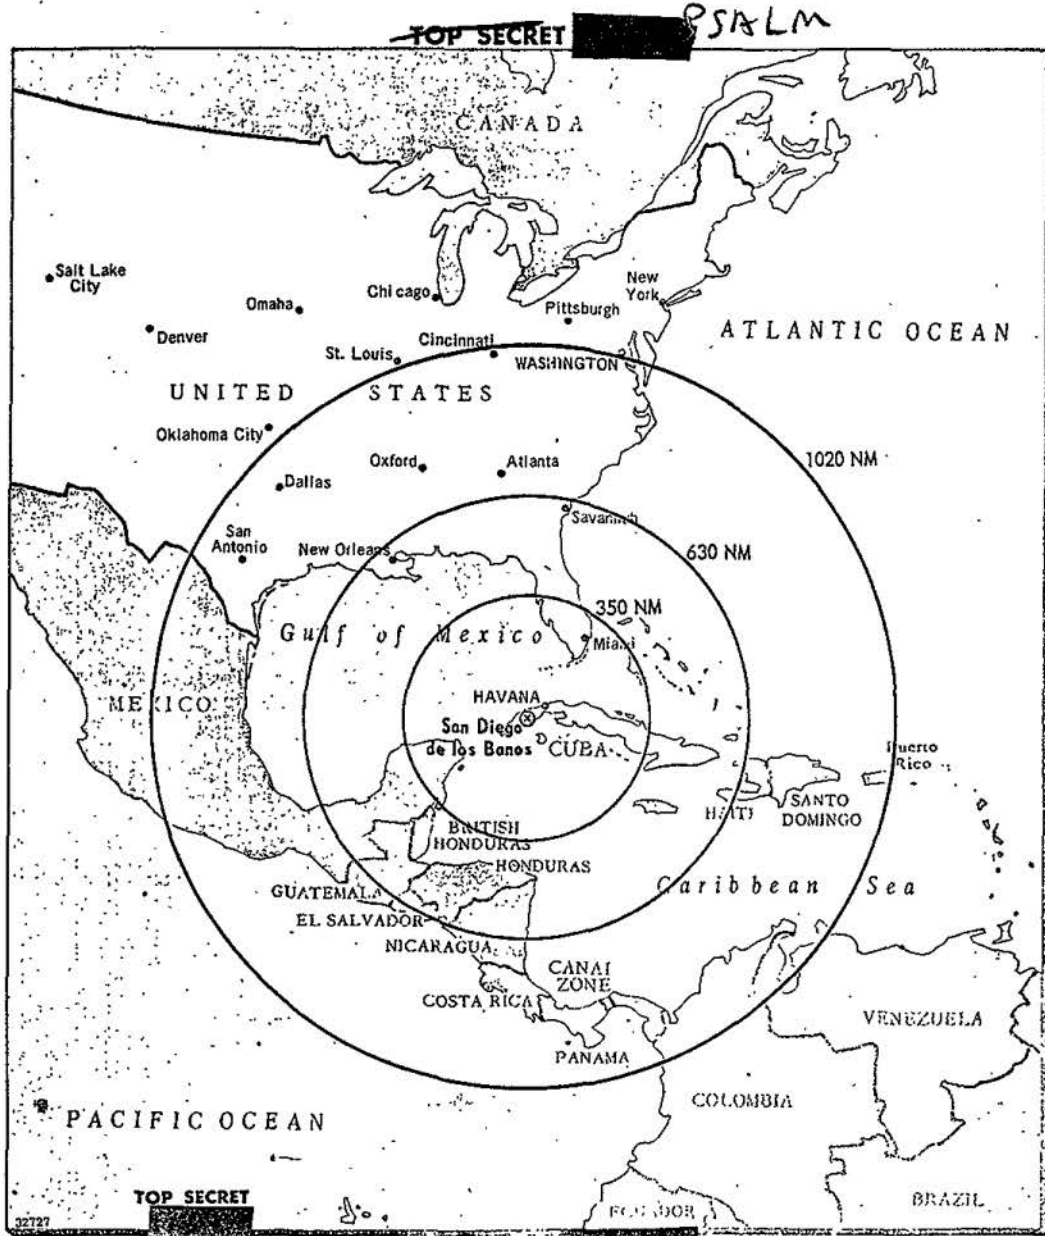 TOP SECRET PSALM
CANADA
Salt Lake
City
Omaha
Chicago
New
York
Pittsburgh
Denver
ATLANTIC OCEAN
Cincinnati
St. Louis
WASHINGTON
UNITED STATES
Oklahoma City
Oxford
Atlanta
1020 NM
Dallas
Savannah
San
Antonio
New Orleans
630 NM
350 NM
Gulf of Mexico
Miami
MEXICO
HAVANA
San Diego
de los Banos
CUBA
Puerto
Rico
HAITI
SANTO
DOMINGO
BRITISH
HONDURAS
HONDURAS
GUATEMALA
Caribbean Sea
EL SALVADOR
NICARAGUA
CANAL
ZONE
COSTA RICA
VENEZUELA
PANAMA
COLOMBIA
PACIFIC OCEAN
TOP SECRET
BRAZIL
ECUADOR
32727